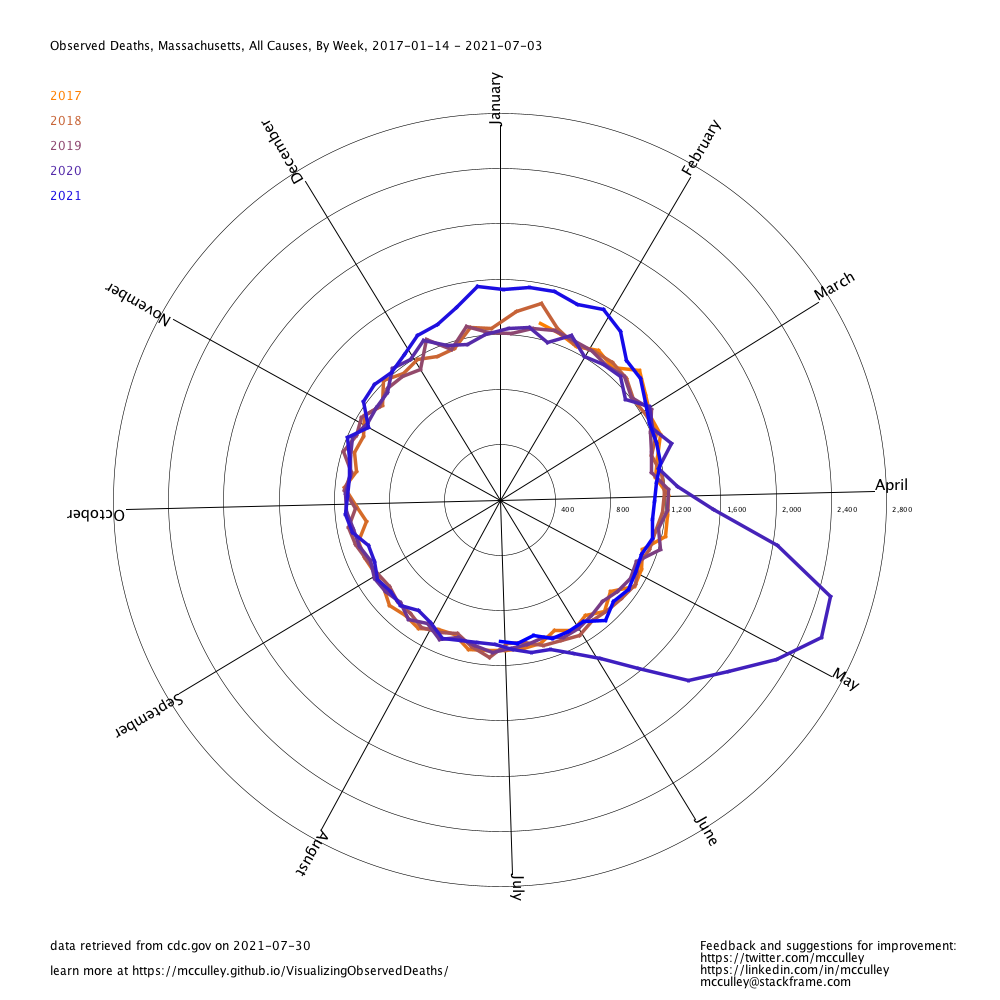 Observed Deaths, Massachusetts, All Causes, By Week, 2017-01-14 - 2021-07-03
2017
2018
2019
2020
2021
January
February
March
April
May
June
July
August
September
October
November
December
400
800
1,200
1,600
2,000
2,400
2,800
data retrieved from cdc.gov on 2021-07-30
learn more at https://mcculley.github.io/VisualizingObservedDeaths/
Feedback and suggestions for improvement:
https://twitter.com/mcculley
https://linkedin.com/in/mcculley
mcculley@stackframe.com